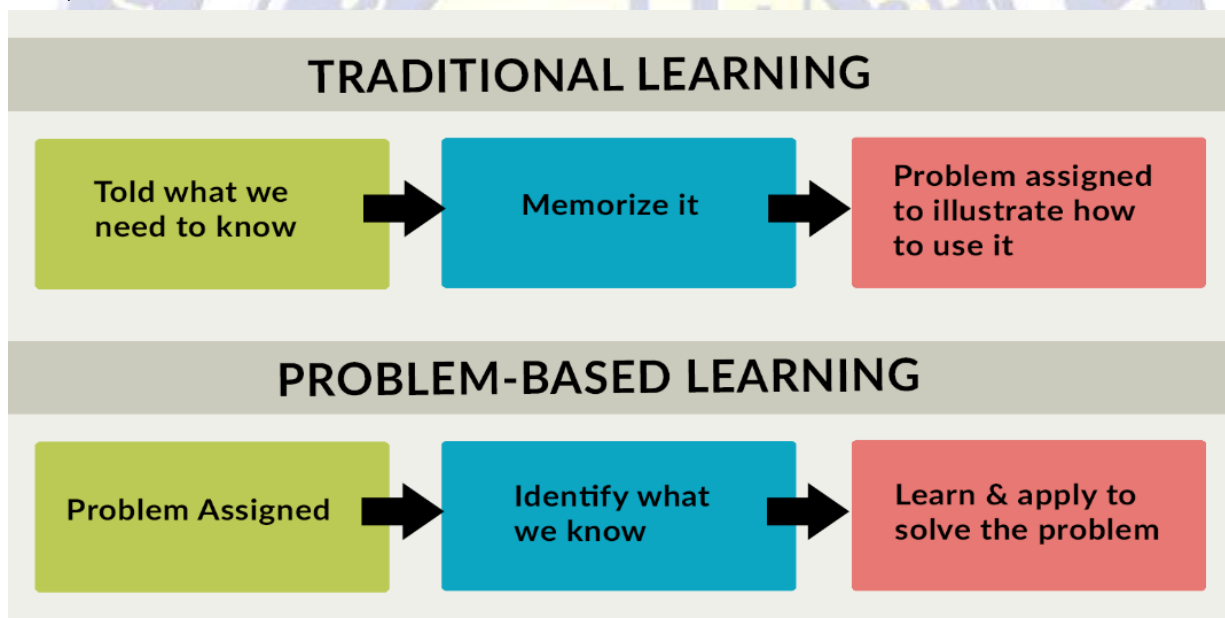 TRADITIONAL LEARNING
Told what we
need to know
Memorize it
Problem assigned
to illustrate how
to use it
PROBLEM-BASED LEARNING
Problem Assigned
Identify what
we know
Learn & apply to
solve the problem